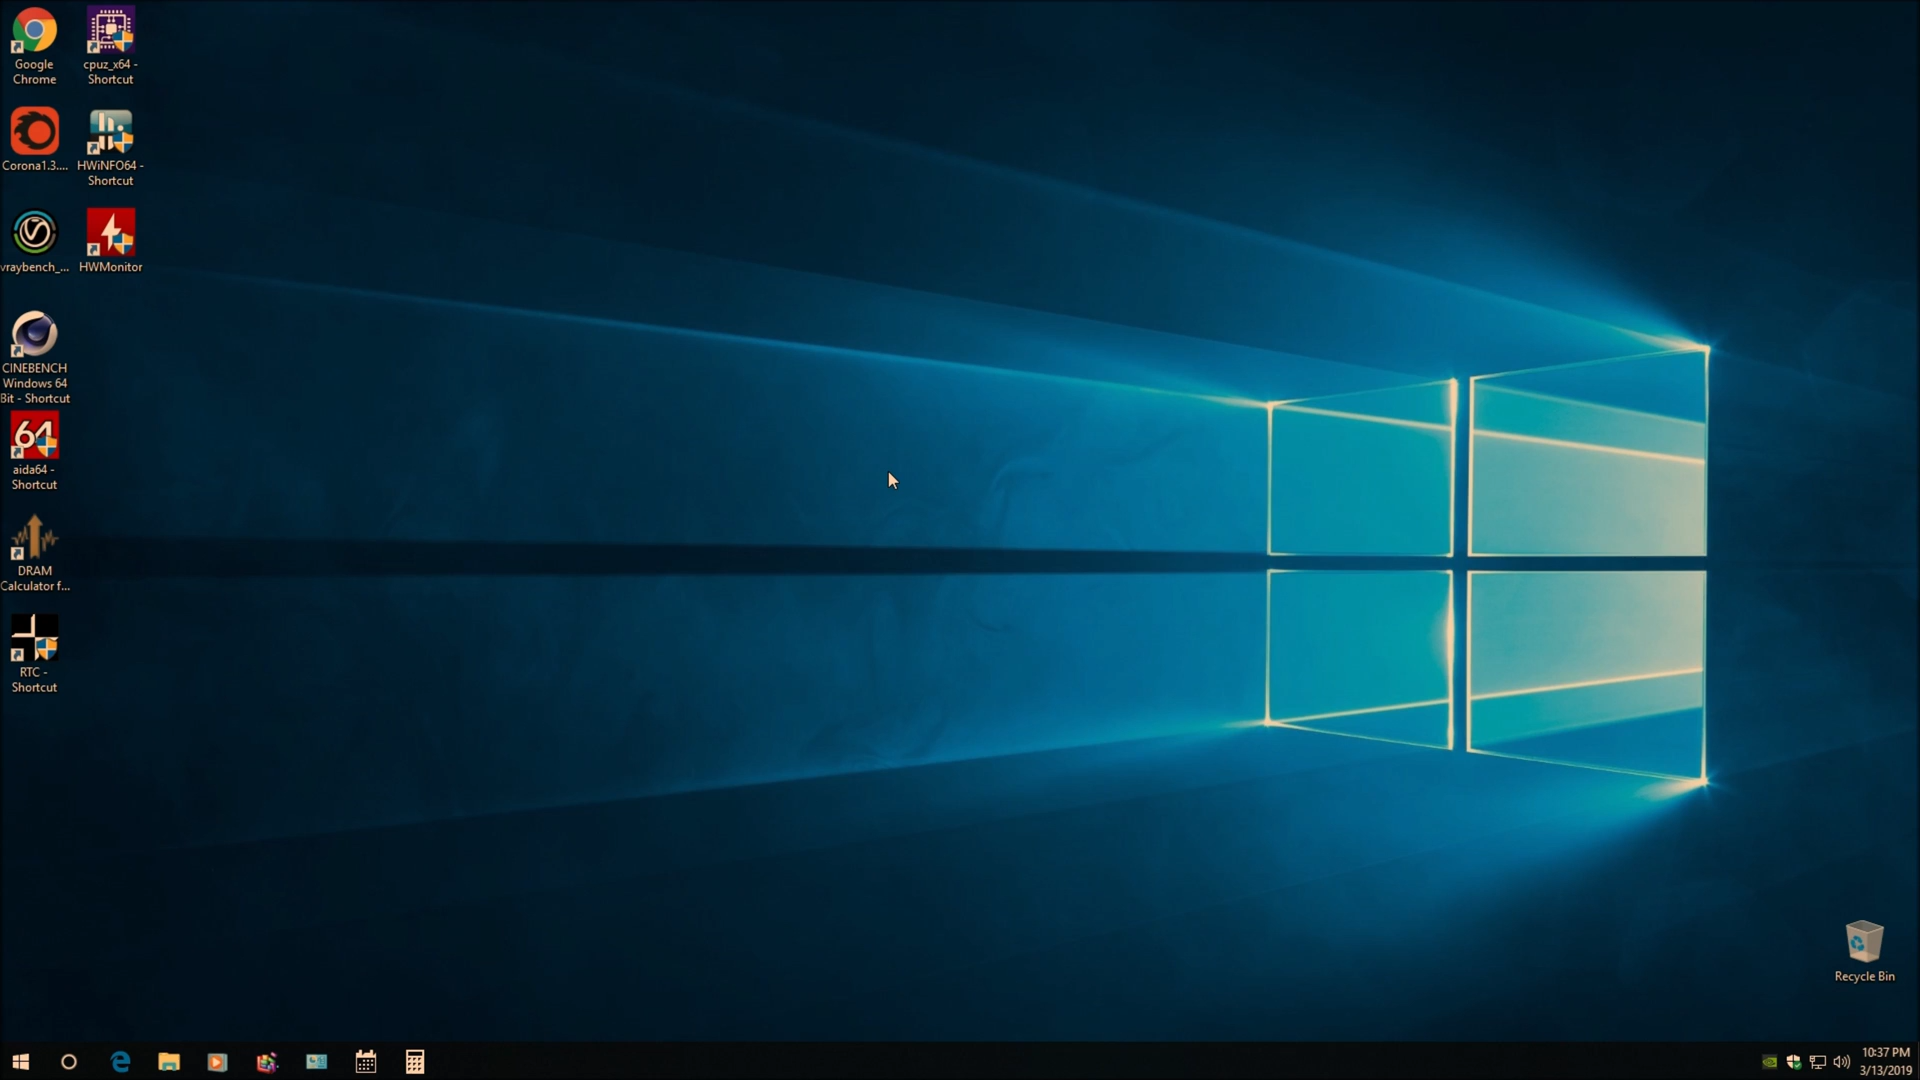 Google
Chrome
cpuz_x64 -
Shortcut
Corona1.3....
HWiNFO64 -
Shortcut
vraybench_...
HWMonitor
CINEBENCH
Windows 64
Bit - Shortcut
64
aida64 -
Shortcut
DRAM
Calculator f...
RTC -
Shortcut
Recycle Bin
10:37 PM
3/13/2019